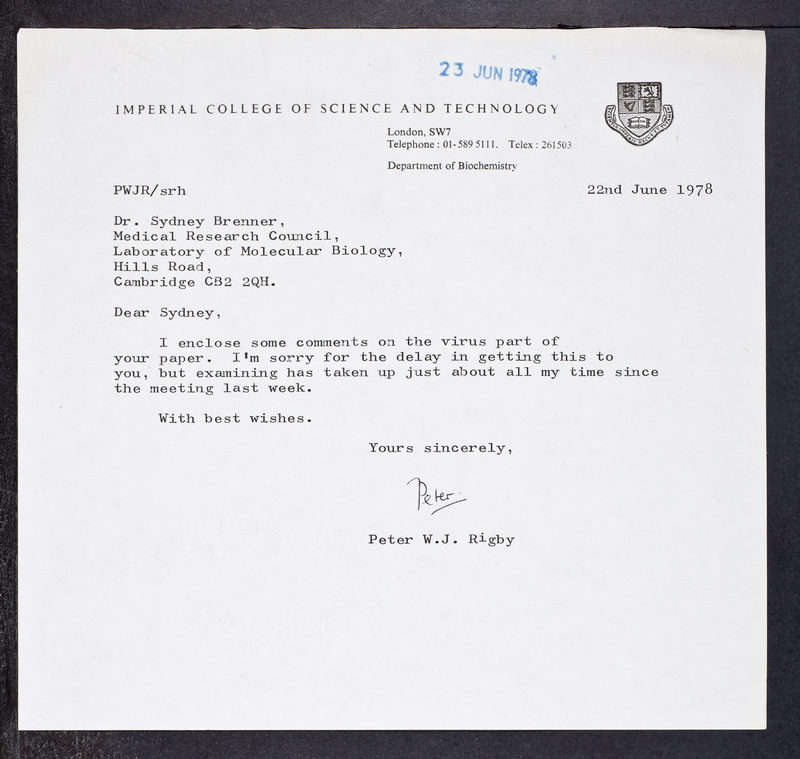 23 JUN 1978
IMPERIAL COLLEGE OF SCIENCE AND TECHNOLOGY
London, SW7
Telephone : 01-589 5111. Telex : 261503
Department of Biochemistry
PWJR/srh
22nd June 1978
Dr. Sydney Brenner,
Medical Research Council,
Laboratory of Molecular Biology,
Hills Road,
Cambridge CB2 2QH.
Dear Sydney,
I enclose some comments on the virus part of
your paper. I'm sorry for the delay in getting this to
you, but examining has taken up just about all my time since
the meeting last week.
With best wishes.
Yours sincerely,
Peter.
Peter W.J. Rigby